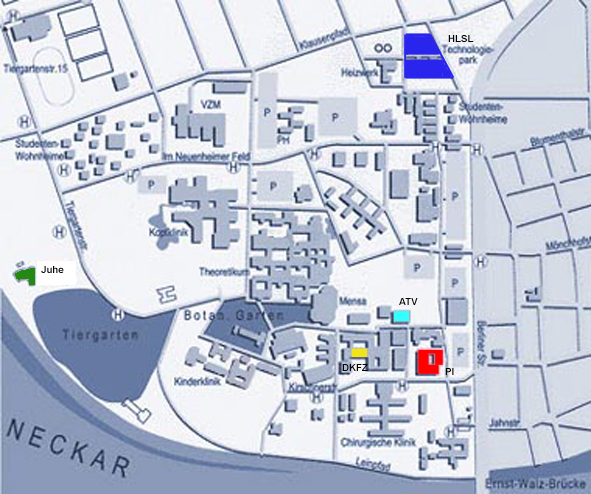 Klausenpfad
HLSL
Technologie-
park
Heizwerk
Tiergartenstr.15
H
VZM
P
P
PH
Studenten-
Wohnheime
H
Studenten-
Wohnheime
Im Neuenheimer Feld
H
H
H
H
H
Blumenthalstr.
P
P
P
Tiergartenstr.
H
Kopfklinik
Mönchhofs
H
Juhe
Theoretikum
P
P
Mensa
ATV
H
Tiergarten
Botan. Garten
Berliner Str.
P
DKFZ
PI
Kinderklinik
Kirschnerstr.
H
H
NECKAR
Chirurgische Klinik
H
Jahnstr.
Leinpfad
Ernst-Walz-Brücke